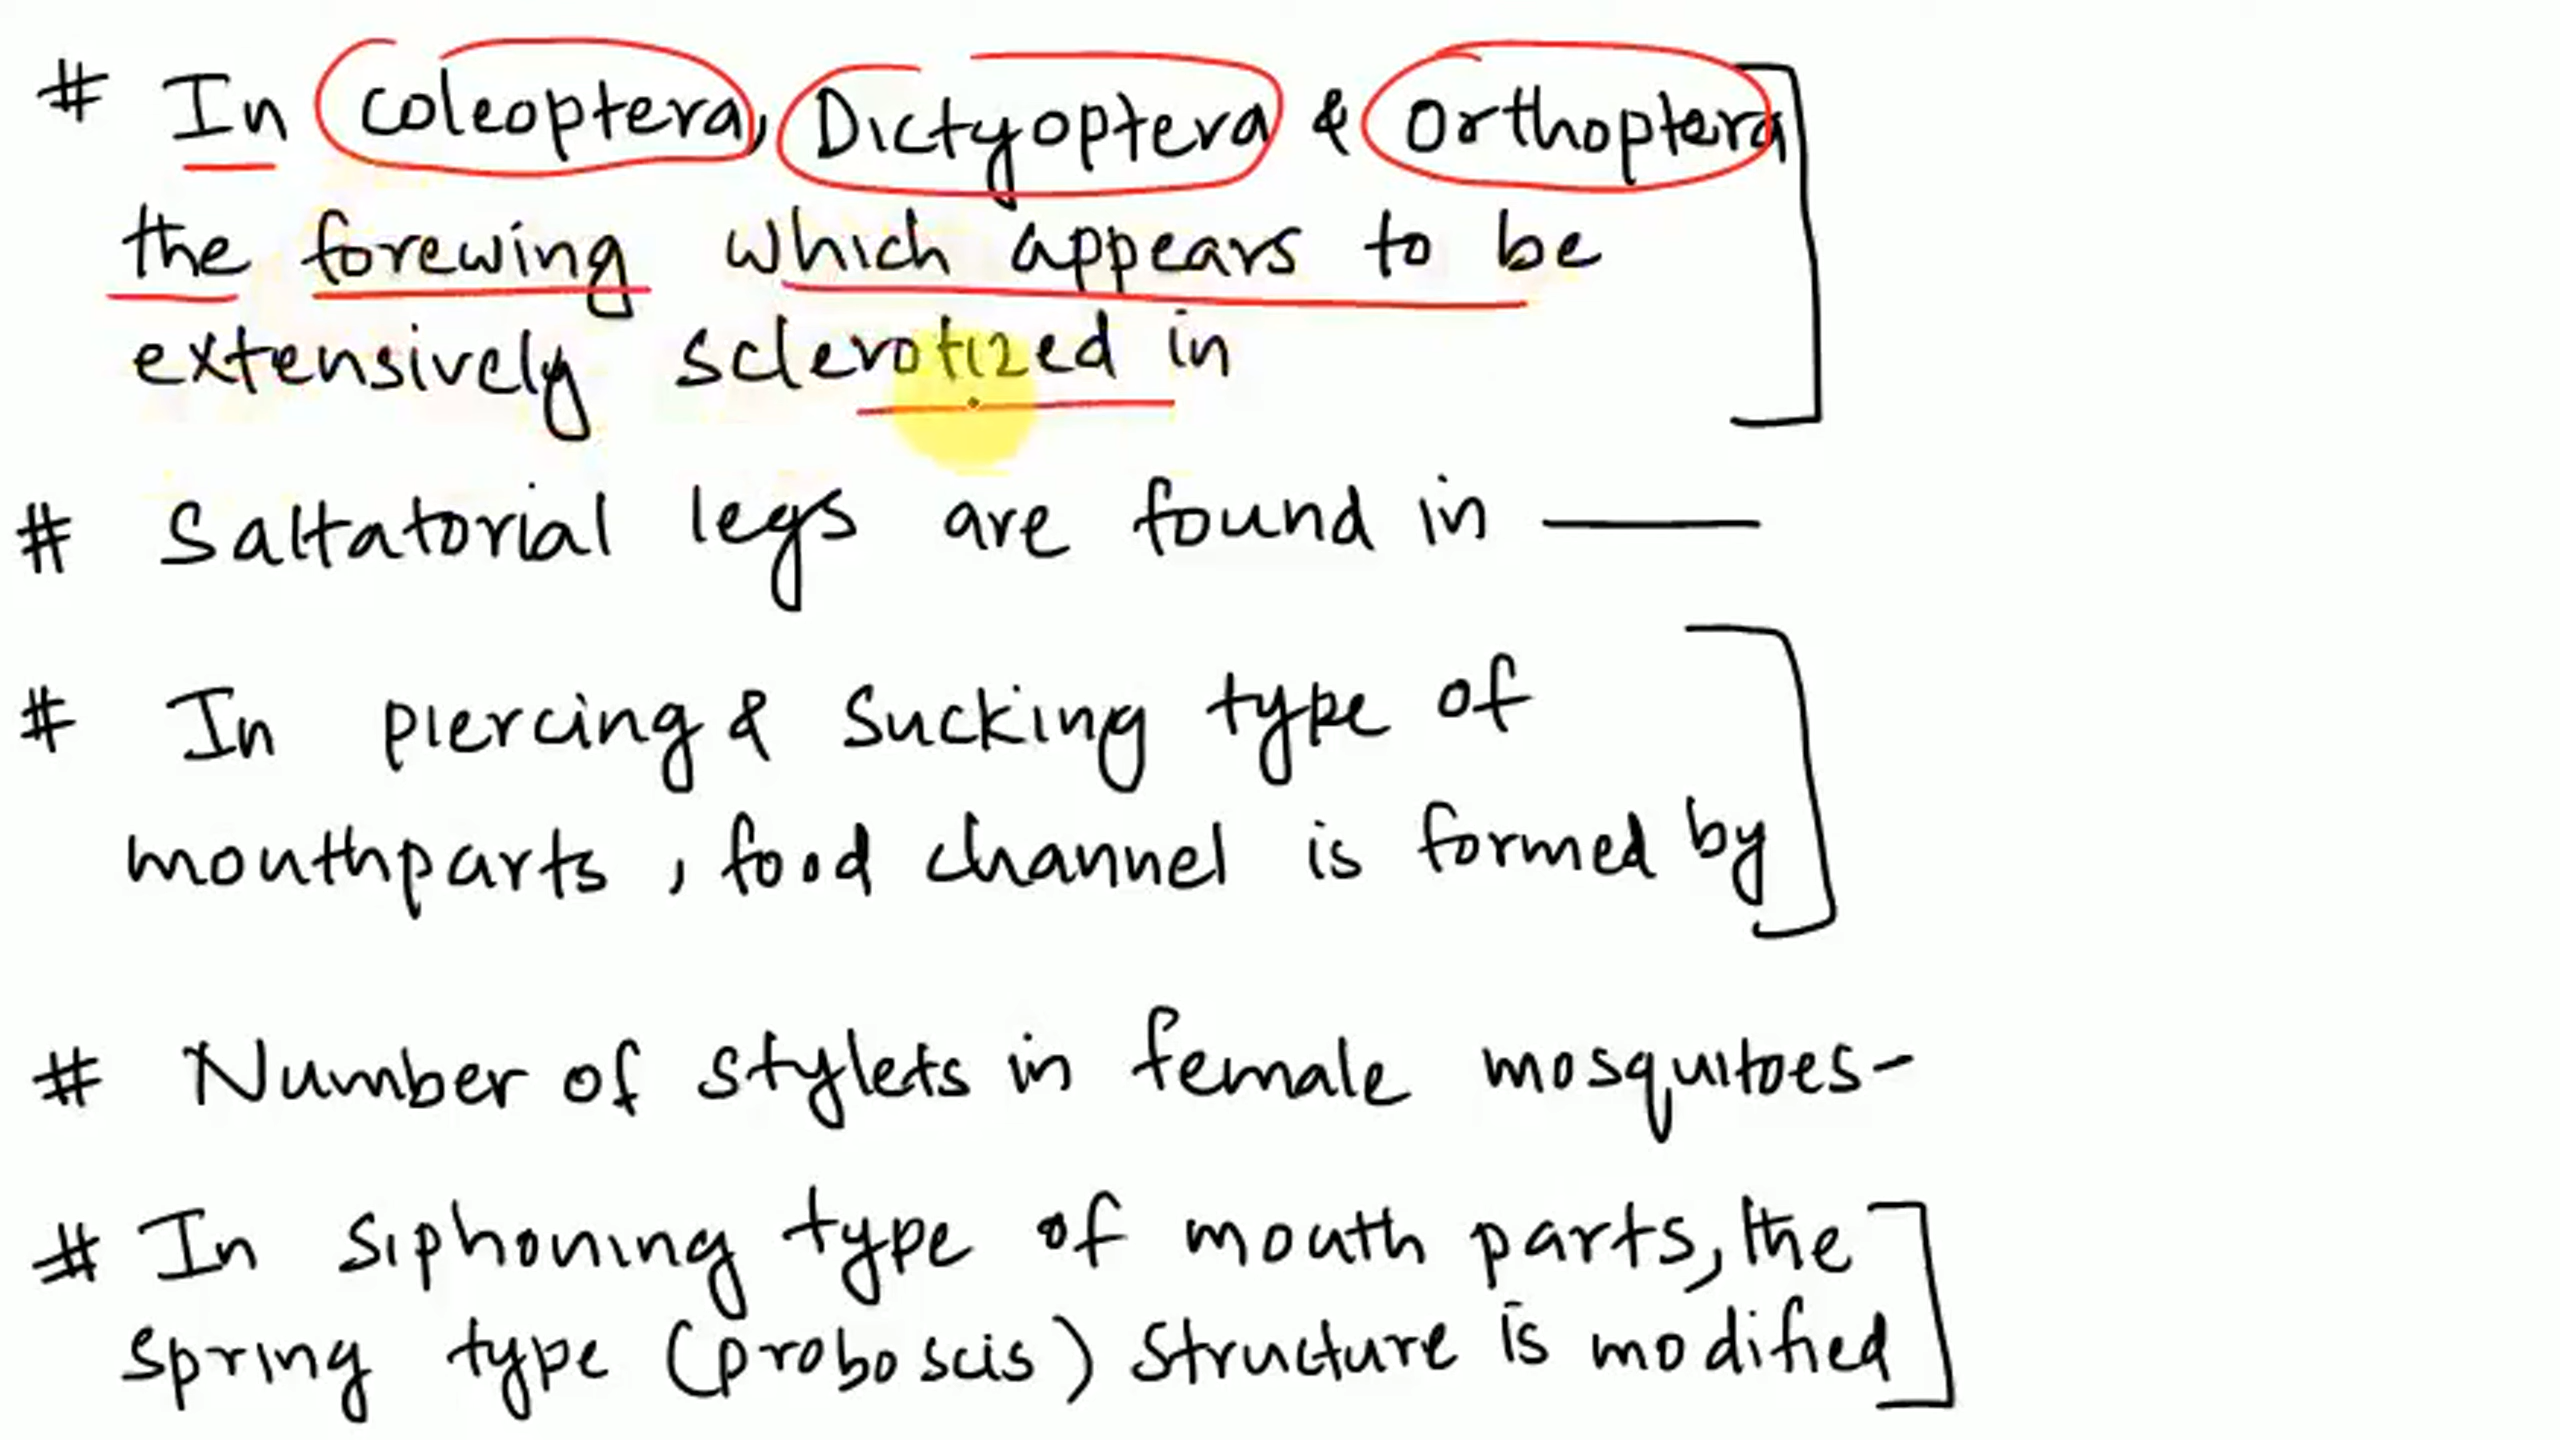 # In coleoptera, Dictyoptera & Orthoptera
the forewing which appears to be
extensively sclerotized in
# Saltatorial legs are found in ——
# In piercing & sucking type of
mouthparts, food channel is formed by
# Number of stylets in female mosquitoes-
# In siphoning type of mouth parts, the
spring type (proboscis) structure is modified